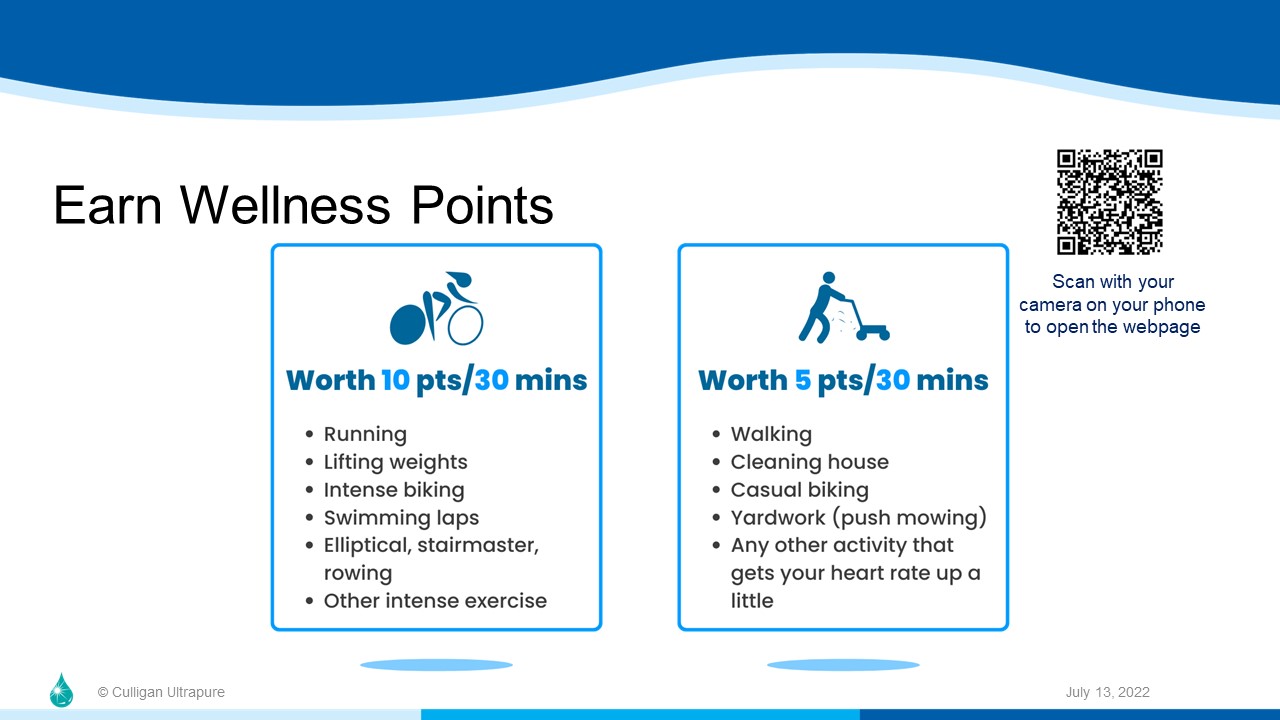 Earn Wellness Points
Scan with your
camera on your phone
to open the webpage
Worth 10 pts/30 mins
• Running
• Lifting weights
• Intense biking
• Swimming laps
• Elliptical, stairmaster,
rowing
• Other intense exercise
Worth 5 pts/30 mins
• Walking
• Cleaning house
• Casual biking
• Yardwork (push mowing)
• Any other activity that
gets your heart rate up a
little
© Culligan Ultrapure
July 13, 2022